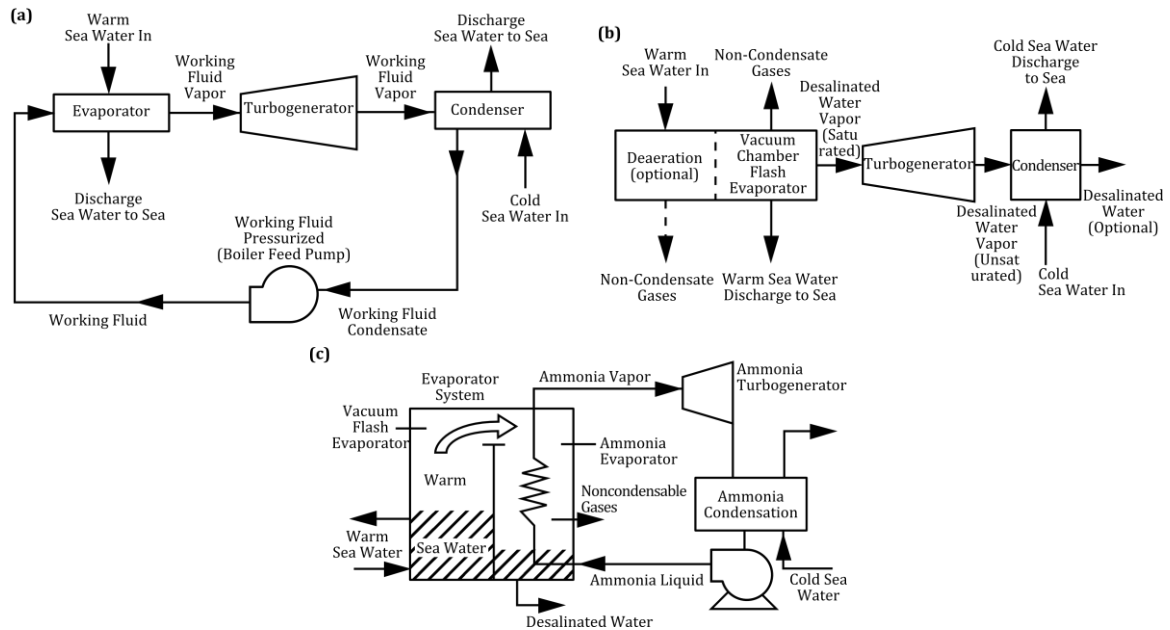 (a)
Warm
Sea Water In
Discharge
Sea Water to Sea
Working
Fluid
Vapor
Working
Fluid
Vapor
Evaporator
Turbogenerator
Condenser
Discharge
Sea Water to Sea
Cold
Sea Water In
Working Fluid
Pressurized
(Boiler Feed Pump)
Working Fluid
Working Fluid
Condensate
(b)
Warm
Sea Water In
Non-Condensate
Gases
Cold Sea Water
Discharge
to Sea
Desalinated
Water
Vapor
(Satu
rated)
Deaeration
(optional)
Vacuum
Chamber
Flash
Evaporator
Turbogenerator
Condenser
Desalinated
Water
(Optional)
Desalinated
Water
Vapor
(Unsat
urated)
Non-Condensate
Gases
Warm Sea Water
Discharge to Sea
Cold
Sea Water In
(c)
Evaporator
System
Ammonia Vapor
Ammonia
Turbogenerator
Vacuum
Flash
Evaporator
Ammonia
Evaporator
Warm
Noncondensable
Gases
Ammonia
Condensation
Warm
Sea Water
Sea Water
Ammonia Liquid
Cold Sea
Water
Desalinated Water